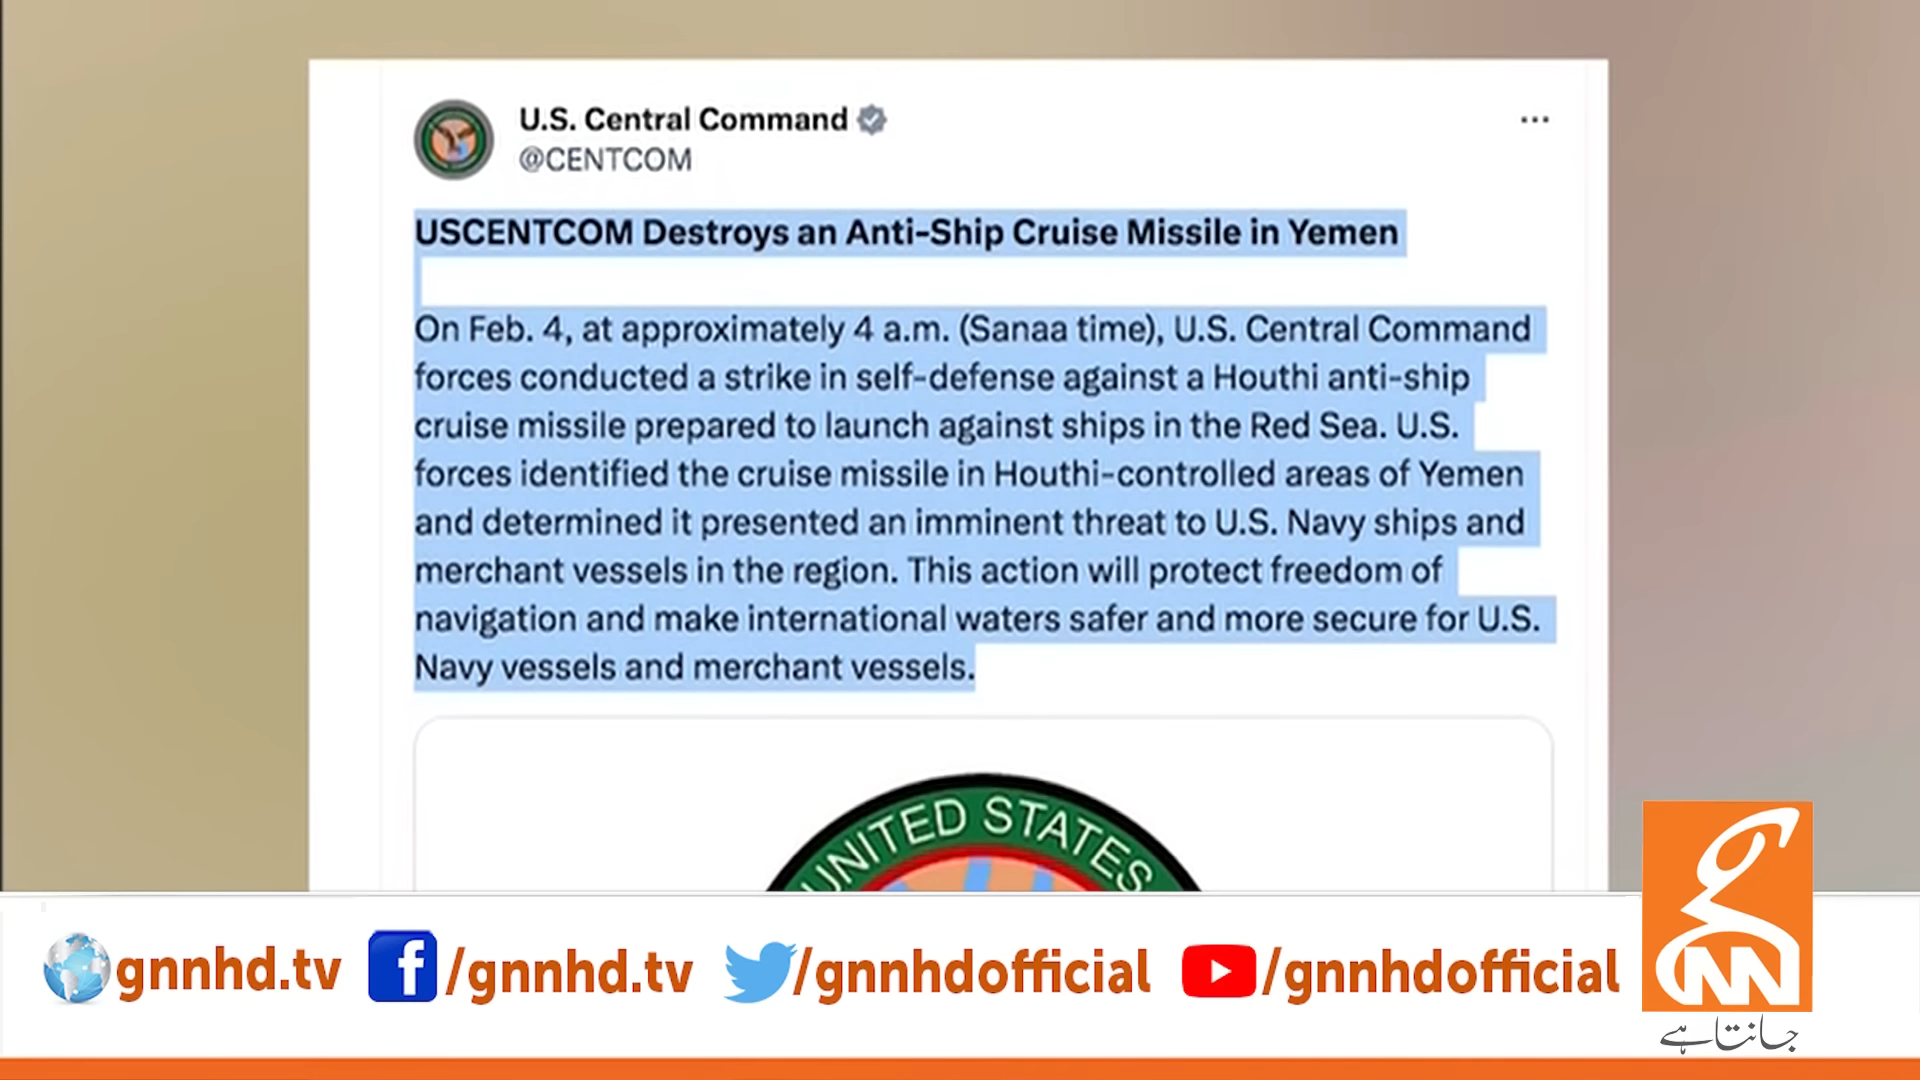 U.S. Central Command
@CENTCOM
USCENTCOM Destroys an Anti-Ship Cruise Missile in Yemen
On Feb. 4, at approximately 4 a.m. (Sanaa time), U.S. Central Command
forces conducted a strike in self-defense against a Houthi anti-ship
cruise missile prepared to launch against ships in the Red Sea. U.S.
forces identified the cruise missile in Houthi-controlled areas of Yemen
and determined it presented an imminent threat to U.S. Navy ships and
merchant vessels in the region. This action will protect freedom of
navigation and make international waters safer and more secure for U.S.
Navy vessels and merchant vessels.
UNITED STATES
gnnhd.tv /gnnhd.tv /gnnhdofficial /gnnhdofficial
GNN
جانتا ہے